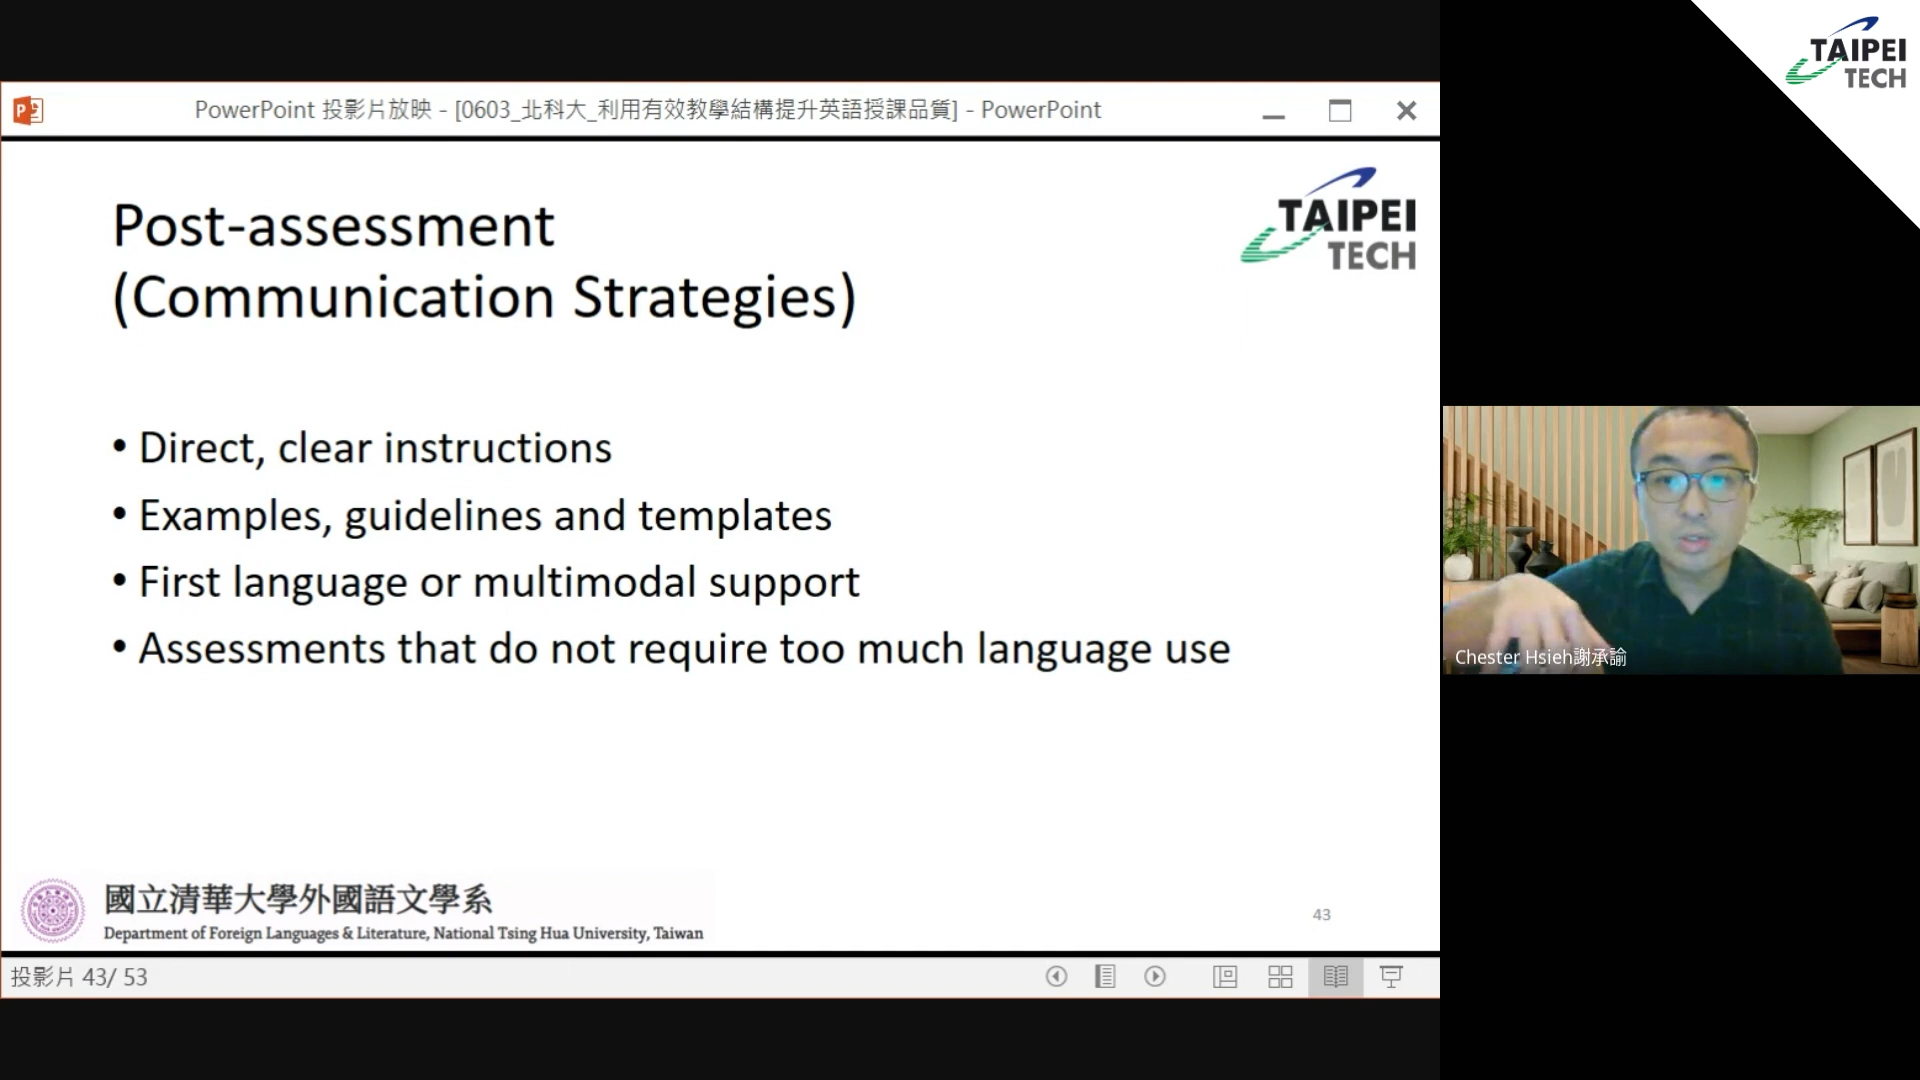 PowerPoint 投影片放映 - [0603_北科大_利用有效教學結構提升英語授課品質] - PowerPoint
TAIPEI
TECH
Post-assessment
(Communication Strategies)
TAIPEI
TECH
• Direct, clear instructions
• Examples, guidelines and templates
• First language or multimodal support
• Assessments that do not require too much language use
Chester Hsieh謝承諭
國立清華大學外國語文學系
Department of Foreign Languages & Literature, National Tsing Hua University, Taiwan
43
投影片 43/ 53